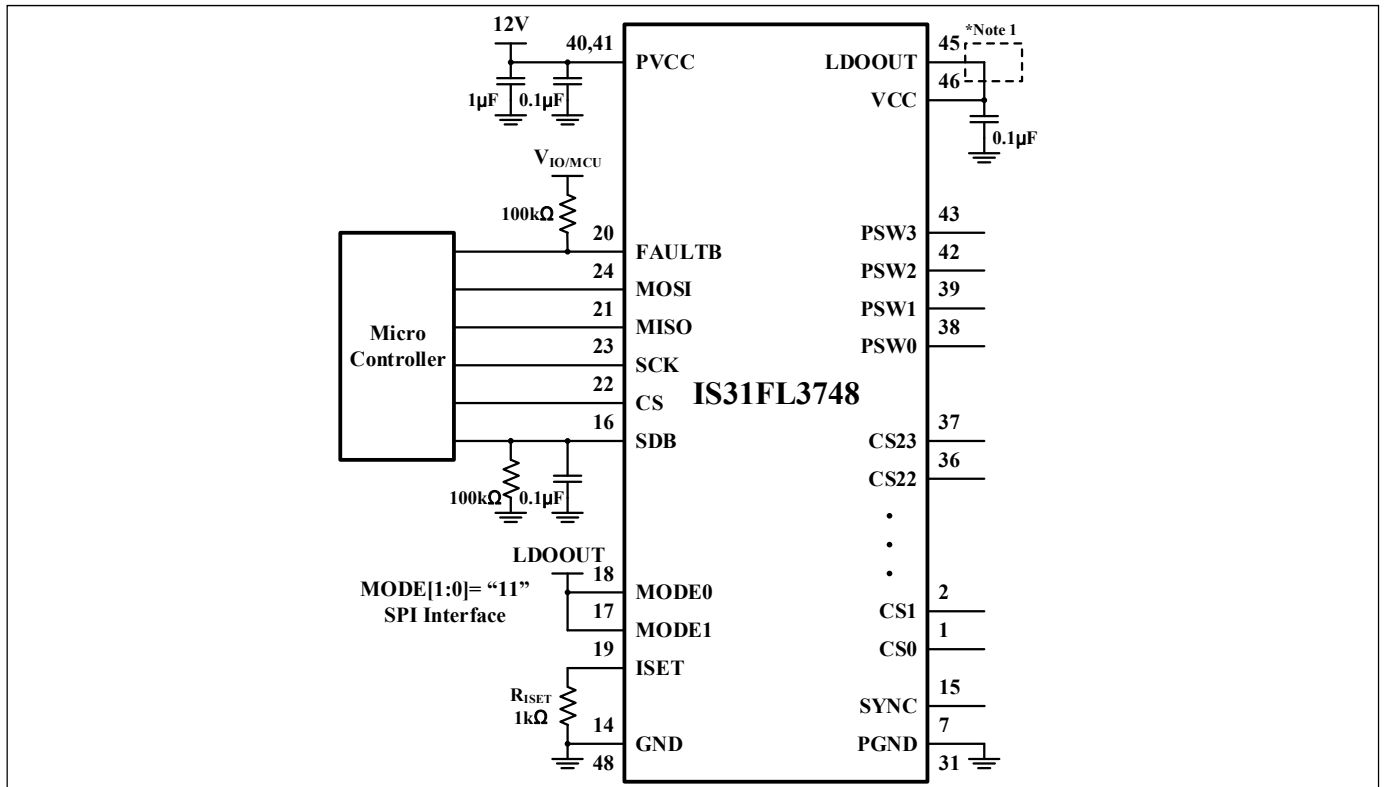 12V
40,41
PVCC
1µF
0.1µF
V_IO/MCU
100kΩ
20
FAULTB
24
MOSI
21
MISO
23
SCK
22
CS
16
SDB
Micro
Controller
100kΩ
0.1µF
LDOOUT
18
MODE0
MODE[1:0]= “11”
SPI Interface
17
MODE1
19
ISET
R_ISET
1kΩ
14
GND
48
IS31FL3748
*Note 1
45
LDOOUT
46
VCC
0.1µF
43
PSW3
42
PSW2
39
PSW1
38
PSW0
37
CS23
36
CS22
2
CS1
1
CS0
15
SYNC
7
PGND
31